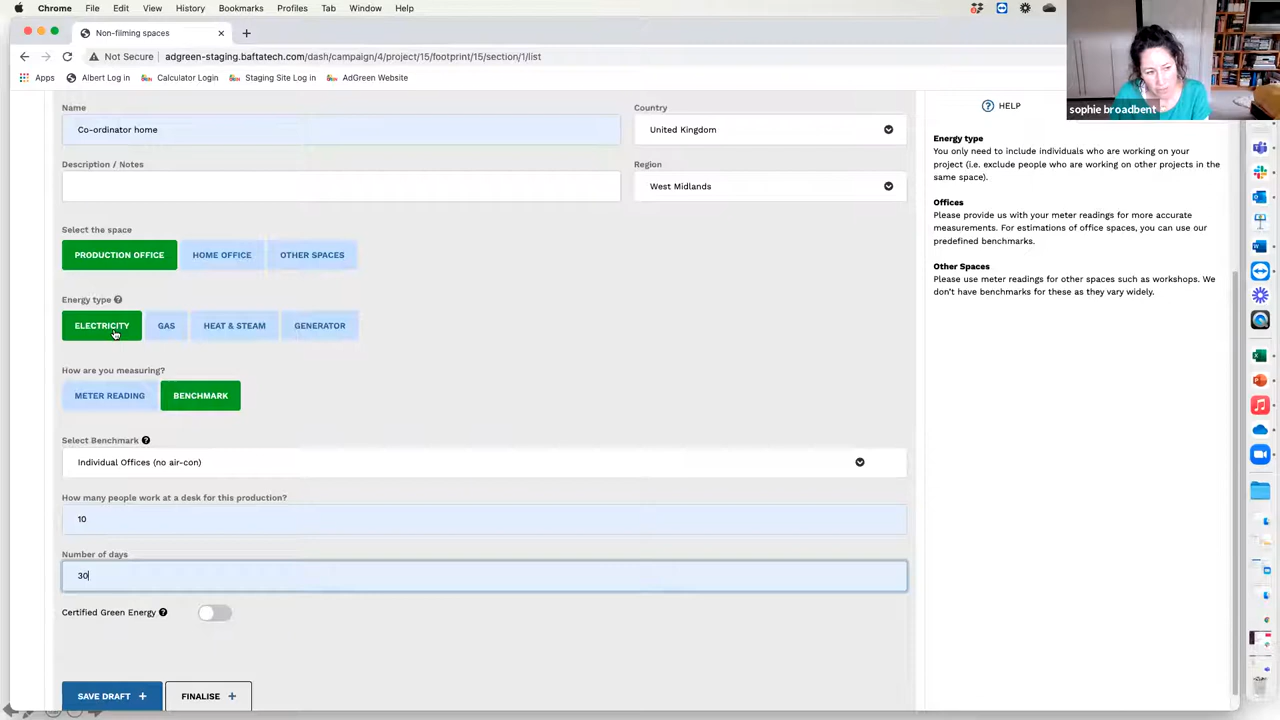 Chrome File Edit View History Bookmarks Profiles Tab Window Help
Non-filming spaces
Not Secure adgreen-staging.baftatech.com/dash/campaign/4/project/15/footprint/15/section/1/list
Apps Albert Log in Calculator Login Staging Site Log in AdGreen Website
sophie broadbent
Name
Country
HELP
Co-ordinator home
United Kingdom
Energy type
You only need to include individuals who are working on your
project (i.e. exclude people who are working on other projects in the
same space).
Description / Notes
Region
West Midlands
Offices
Please provide us with your meter readings for more accurate
measurements. For estimations of office spaces, you can use our
predefined benchmarks.
Select the space
PRODUCTION OFFICE HOME OFFICE OTHER SPACES
Other Spaces
Please use meter readings for other spaces such as workshops. We
don't have benchmarks for these as they vary widely.
Energy type
ELECTRICITY GAS HEAT & STEAM GENERATOR
How are you measuring?
METER READING BENCHMARK
Select Benchmark
Individual Offices (no air-con)
How many people work at a desk for this production?
10
Number of days
30
Certified Green Energy
SAVE DRAFT +
FINALISE +